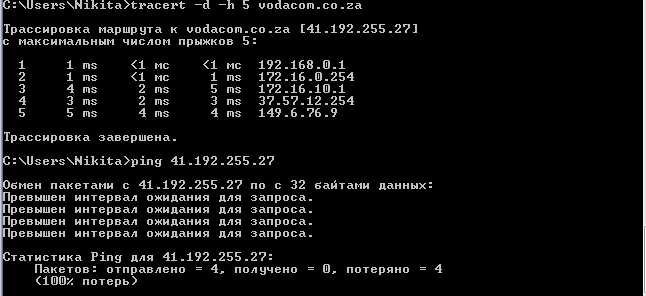 C:\Users\Nikita>tracert -d -h 5 vodacom.co.za
Трассировка маршрута к vodacom.co.za [41.192.255.27]
с максимальным числом прыжков 5:
1 1 ms <1 мс <1 мс 192.168.0.1
2 1 ms <1 мс 1 ms 172.16.0.254
3 4 ms 2 ms 5 ms 172.16.10.1
4 3 ms 2 ms 3 ms 37.57.12.254
5 5 ms 4 ms 4 ms 149.6.76.9
Трассировка завершена.
C:\Users\Nikita>ping 41.192.255.27
Обмен пакетами с 41.192.255.27 по с 32 байтами данных:
Превышен интервал ожидания для запроса.
Превышен интервал ожидания для запроса.
Превышен интервал ожидания для запроса.
Превышен интервал ожидания для запроса.
Статистика Ping для 41.192.255.27:
Пакетов: отправлено = 4, получено = 0, потеряно = 4
(100% потерь)